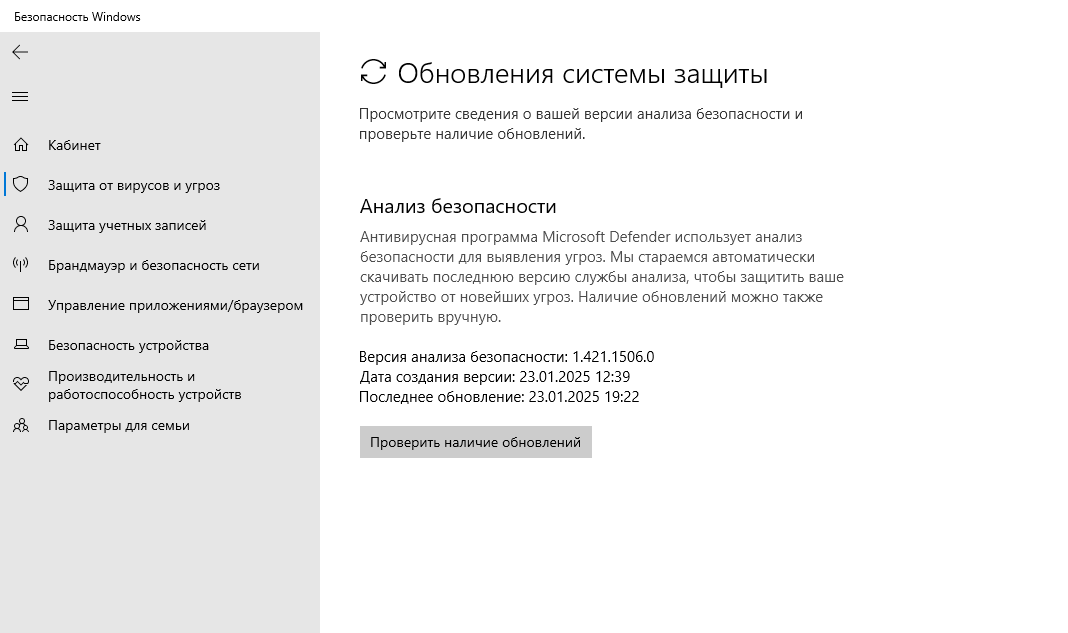 Безопасность Windows
Кабинет
Защита от вирусов и угроз
Защита учетных записей
Брандмауэр и безопасность сети
Управление приложениями/браузером
Безопасность устройства
Производительность и
работоспособность устройств
Параметры для семьи
Обновления системы защиты
Просмотрите сведения о вашей версии анализа безопасности и
проверьте наличие обновлений.
Анализ безопасности
Антивирусная программа Microsoft Defender использует анализ
безопасности для выявления угроз. Мы стараемся автоматически
скачивать последнюю версию службы анализа, чтобы защитить ваше
устройство от новейших угроз. Наличие обновлений можно также
проверить вручную.
Версия анализа безопасности: 1.421.1506.0
Дата создания версии: 23.01.2025 12:39
Последнее обновление: 23.01.2025 19:22
Проверить наличие обновлений